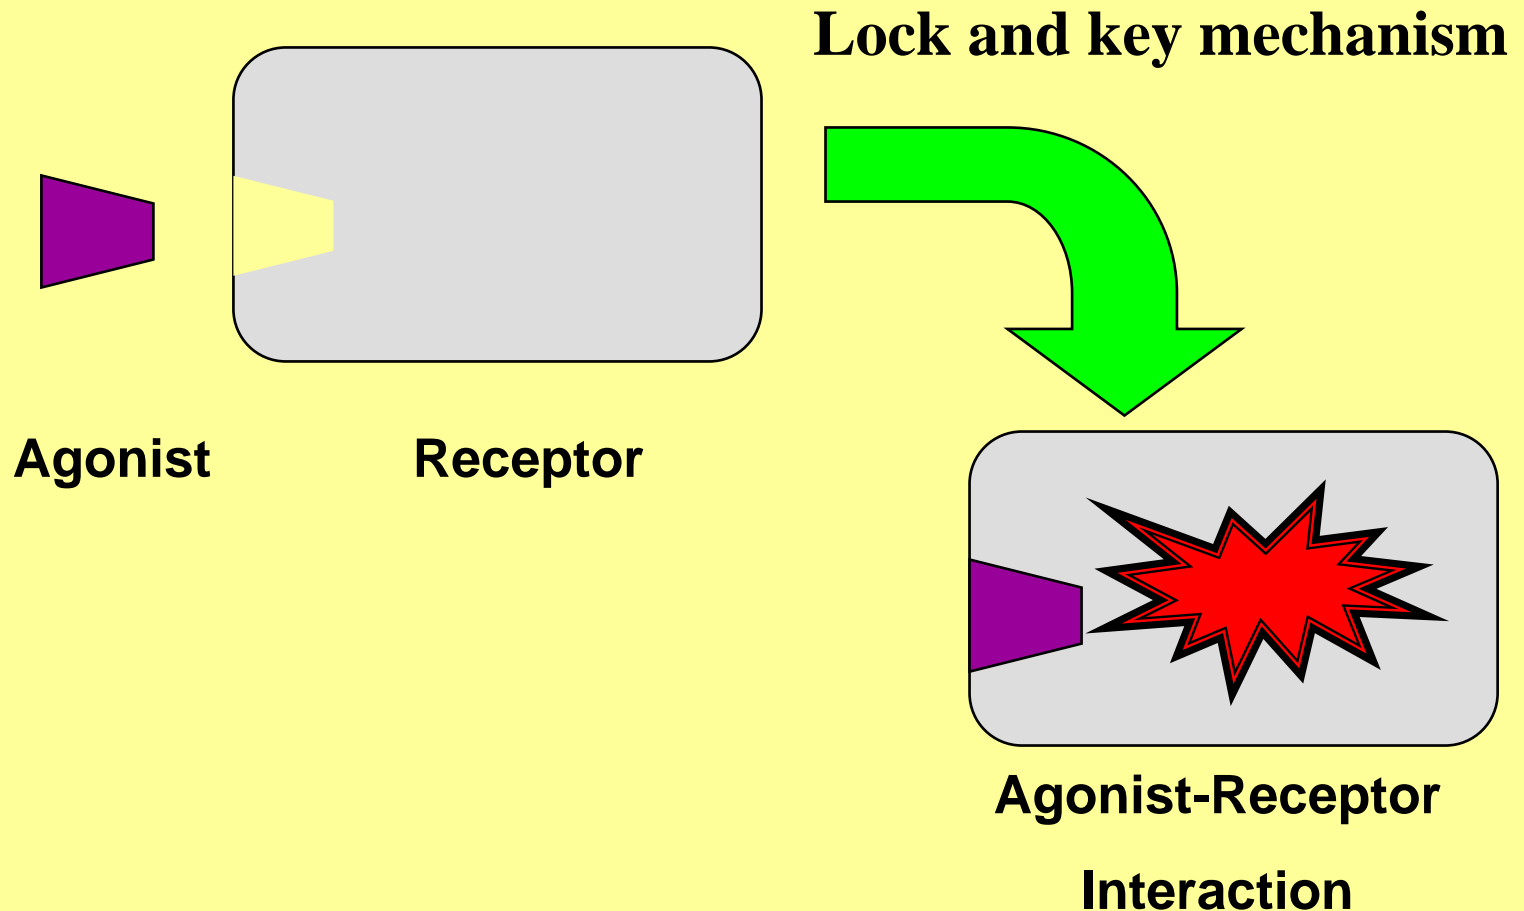 Lock and key mechanism
Agonist
Receptor
Agonist-Receptor
Interaction